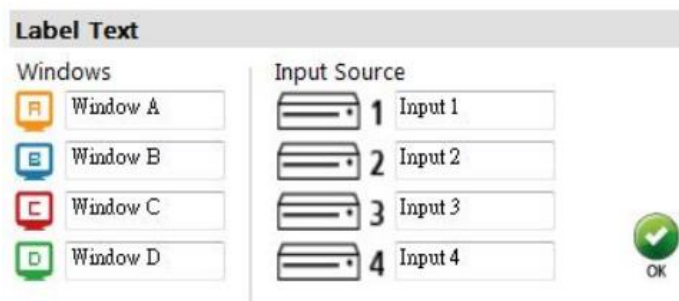 Label Text
Windows
A Window A
B Window B
C Window C
D Window D
Input Source
1 Input 1
2 Input 2
3 Input 3
4 Input 4
OK